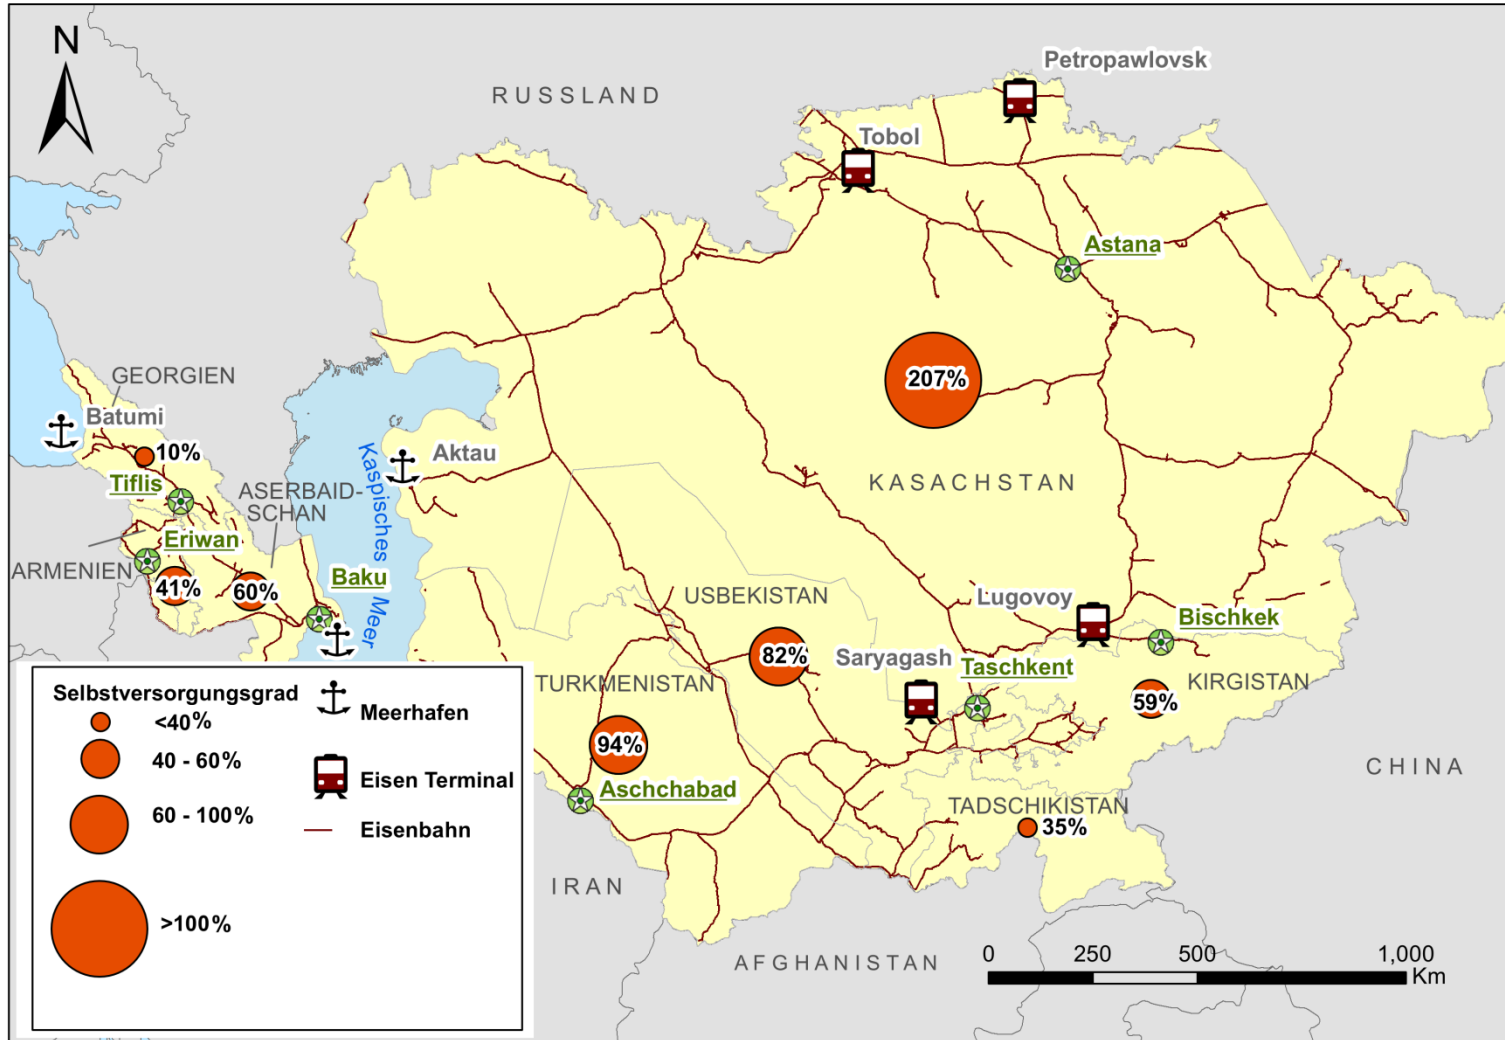 N
RUSSLAND
Petropawlovsk
Tobol
Astana
207%
GEORGIEN
Batumi
10%
Tiflis
ASERBAID-
SCHAN
Eriwan
ARMENIEN
41%
60%
Baku
Kaspisches Meer
Aktau
KASACHSTAN
USBEKISTAN
Lugovoy
Bischkek
82%
Saryagash
Taschkent
TURKMENISTAN
KIRGISTAN
59%
94%
Aschchabad
CHINA
TADSCHIKISTAN
35%
IRAN
AFGHANISTAN
Selbstversorgungsgrad
<40%
40 - 60%
60 - 100%
>100%
Meerhafen
Eisen Terminal
Eisenbahn
0 250 500 1,000
Km